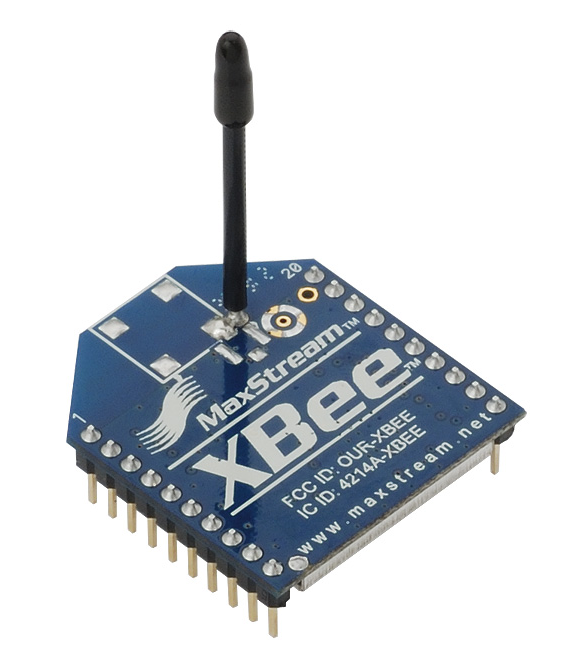 20
1
MaxStream™
XBee™
FCC ID: OUR-XBEE
IC ID: 4214A-XBEE
www.maxstream.net